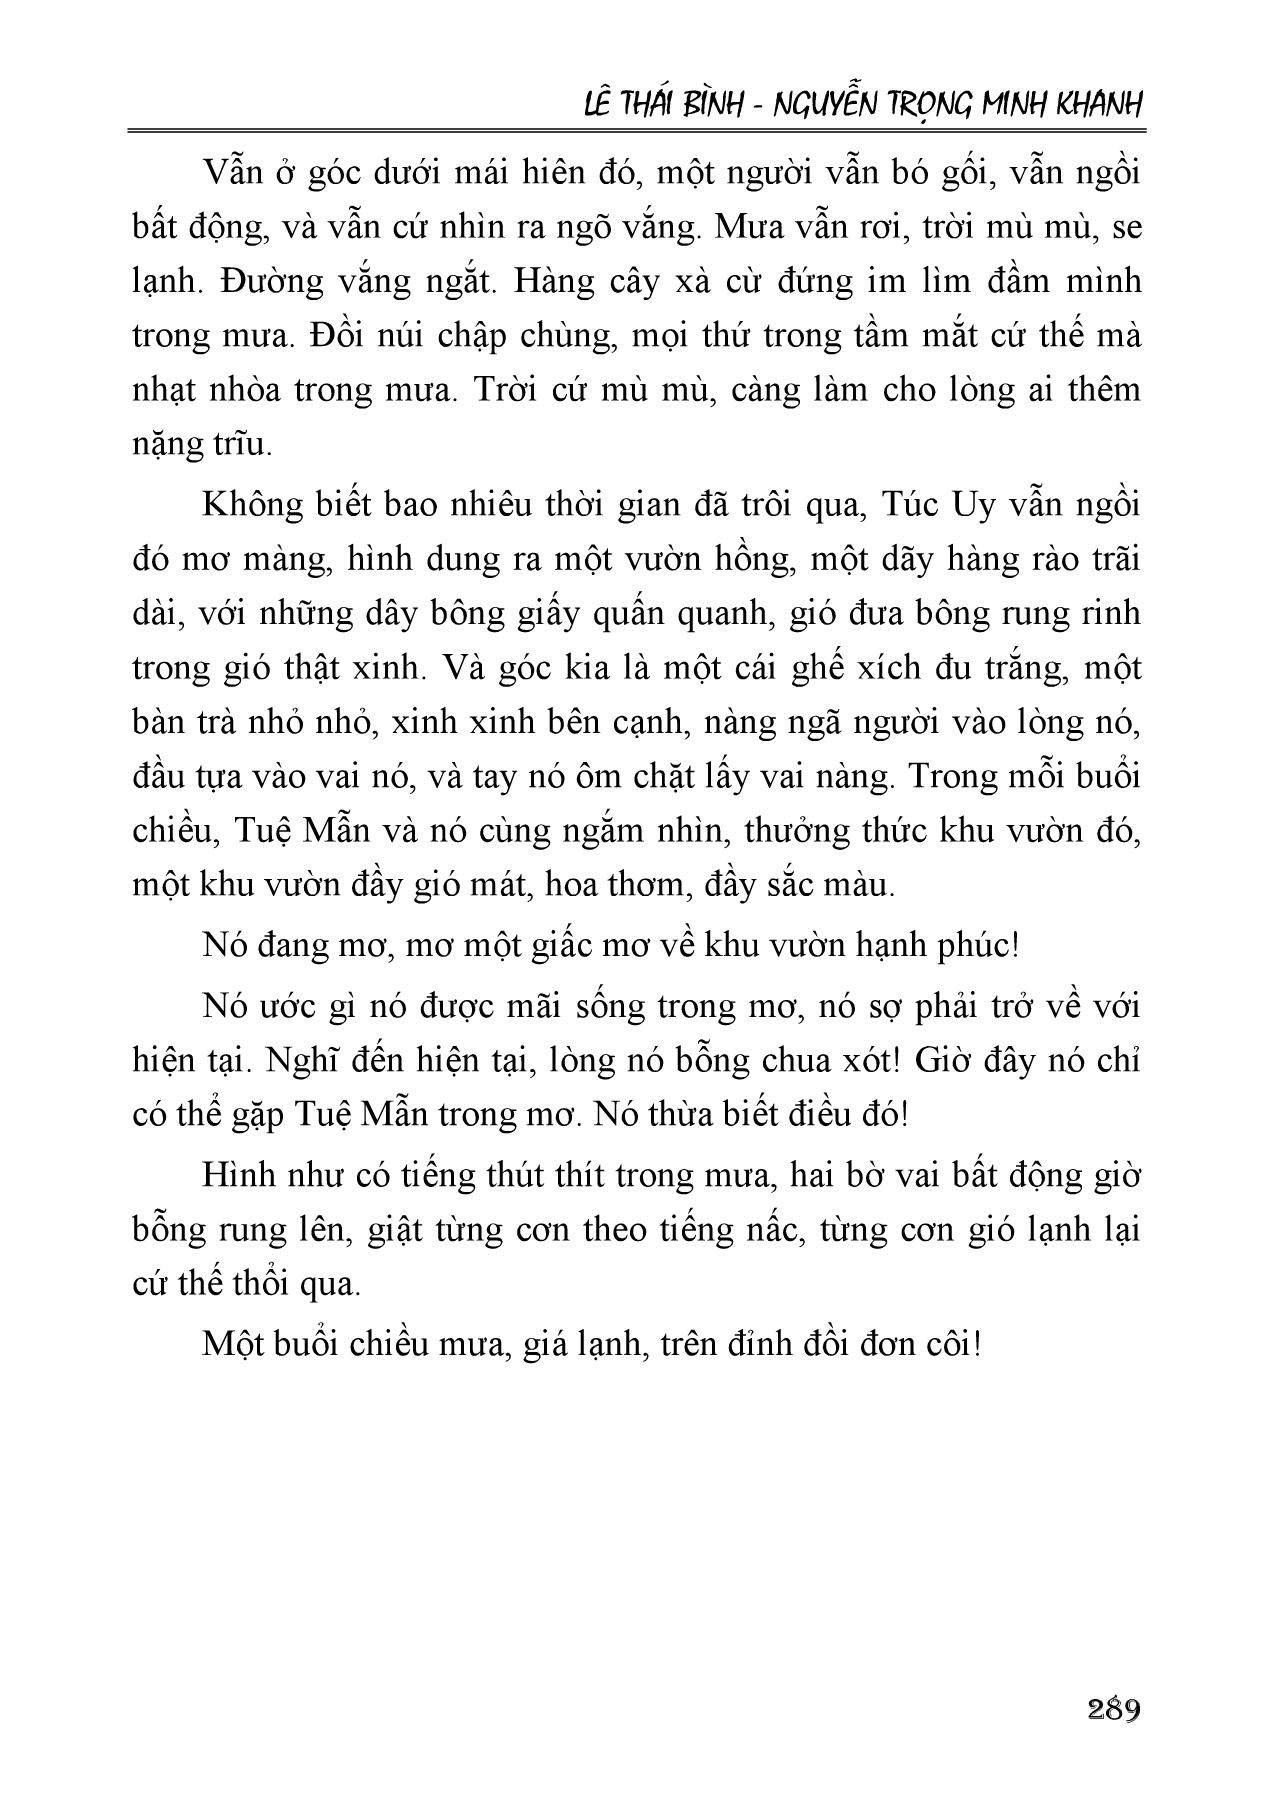 LÊ THÁI BÌNH - NGUYỄN TRỌNG MINH KHÁNH
Vẫn ở góc dưới mái hiên đó, một người vẫn bó gối, vẫn ngồi
bất động, và vẫn cứ nhìn ra ngõ vắng. Mưa vẫn rơi, trời mù mù, se
lạnh. Đường vắng ngắt. Hàng cây xà cừ đứng im lìm đầm mình
trong mưa. Đồi núi chập chùng, mọi thứ trong tầm mắt cứ thế mà
nhạt nhòa trong mưa. Trời cứ mù mù, càng làm cho lòng ai thêm
nặng trĩu.
Không biết bao nhiêu thời gian đã trôi qua, Túc Uy vẫn ngồi
đó mơ màng, hình dung ra một vườn hồng, một dãy hàng rào trãi
dài, với những dây bông giấy quấn quanh, gió đưa bông rung rinh
trong gió thật xinh. Và góc kia là một cái ghế xích đu trắng, một
bàn trà nhỏ nhỏ, xinh xinh bên cạnh, nàng ngã người vào lòng nó,
đầu tựa vào vai nó, và tay nó ôm chặt lấy vai nàng. Trong mỗi buổi
chiều, Tuệ Mẫn và nó cùng ngắm nhìn, thưởng thức khu vườn đó,
một khu vườn đầy gió mát, hoa thơm, đầy sắc màu.
Nó đang mơ, mơ một giấc mơ về khu vườn hạnh phúc!
Nó ước gì nó được mãi sống trong mơ, nó sợ phải trở về với
hiện tại. Nghĩ đến hiện tại, lòng nó bỗng chua xót! Giờ đây nó chỉ
có thể gặp Tuệ Mẫn trong mơ. Nó thừa biết điều đó!
Hình như có tiếng thút thít trong mưa, hai bờ vai bất động giờ
bỗng rung lên, giật từng cơn theo tiếng nấc, từng cơn gió lạnh lại
cứ thế thổi qua.
Một buổi chiều mưa, giá lạnh, trên đỉnh đồi đơn côi!
289